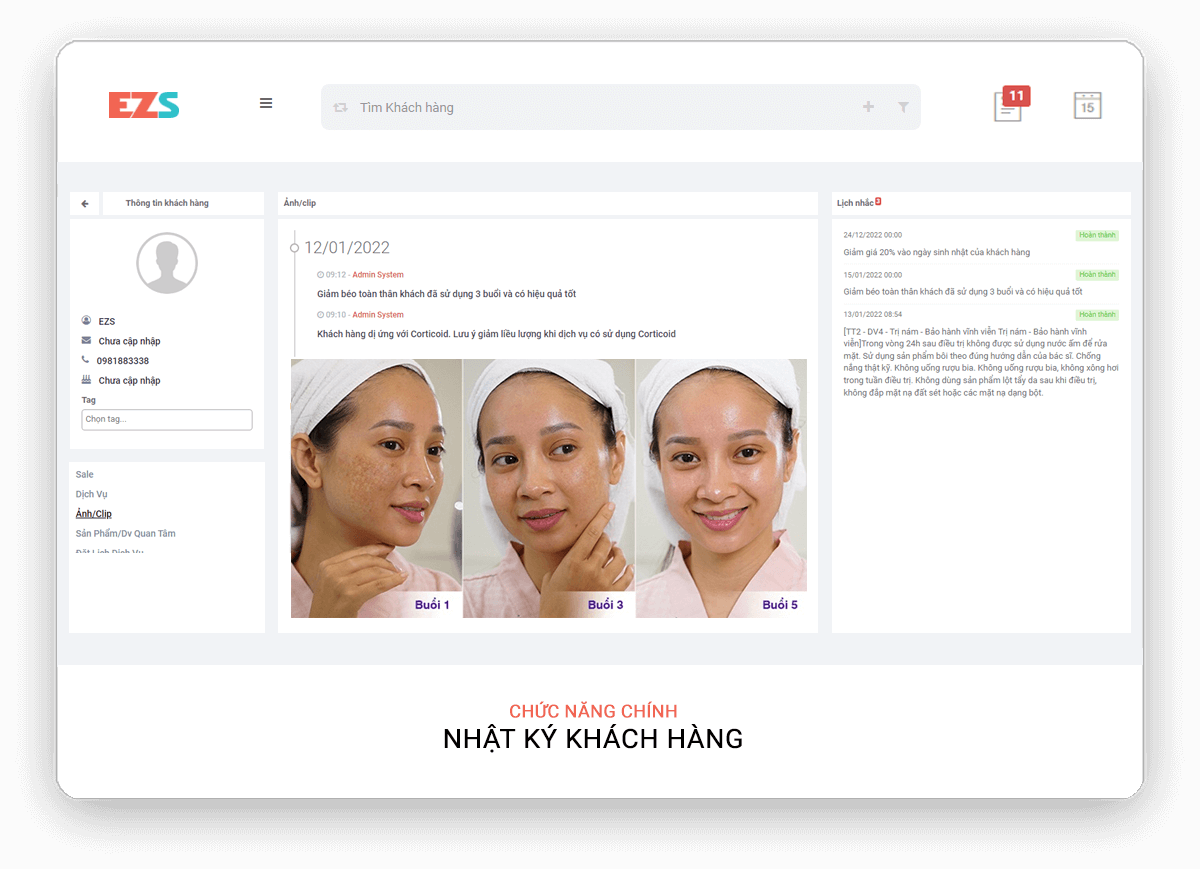 EZS
Tìm Khách hàng
11
15
Thông tin khách hàng
EZS
Chưa cập nhập
0981883338
Chưa cập nhập
Tag
Chọn tag...
Sale
Dịch Vụ
Ảnh/Clip
Sản Phẩm/Dv Quan Tâm
Đặt Lịch Dịch Vụ
Ảnh/clip
12/01/2022
09:12 - Admin System
Giảm béo toàn thân khách đã sử dụng 3 buổi và có hiệu quả tốt
09:10 - Admin System
Khách hàng dị ứng với Corticoid. Lưu ý giảm liều lượng khi dịch vụ có sử dụng Corticoid
Buổi 1
Buổi 3
Buổi 5
Lịch nhắc 3
24/12/2022 00:00 Hoàn thành
Giảm giá 20% vào ngày sinh nhật của khách hàng
15/01/2022 00:00 Hoàn thành
Giảm béo toàn thân khách đã sử dụng 3 buổi và có hiệu quả tốt
13/01/2022 08:54 Hoàn thành
[TT2 - DV4 - Trị nám - Bảo hành vĩnh viễn Trị nám - Bảo hành vĩnh
viễn]Trong vòng 24h sau điều trị không được sử dụng nước ấm để rửa
mặt. Sử dụng sản phẩm bôi theo đúng hướng dẫn của bác sĩ. Chống
nắng thật kỹ. Không uống rượu bia. Không uống rượu bia, không xông hơi
trong tuần điều trị. Không dùng sản phẩm lột tẩy da sau khi điều trị,
không đắp mặt nạ đất sét hoặc các mặt nạ dạng bột.
CHỨC NĂNG CHÍNH
NHẬT KÝ KHÁCH HÀNG